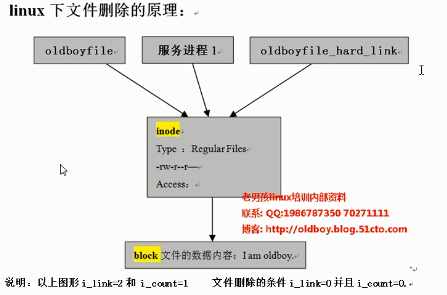 linux 下文件删除的原理：
oldboyfile
服务进程 1
oldboyfile_hard_link
inode
Type ：Regular Files
-rw-r--r—
Access：
老男孩linux培训内部资料
联系: QQ:1986787350 70271111
博客: http://oldboy.blog.51cto.com
block 文件的数据内容：I am oldboy.
说明：以上图形 i_link=2 和 i_count=1 文件删除的条件 i_link=0 并且 i_count=0.